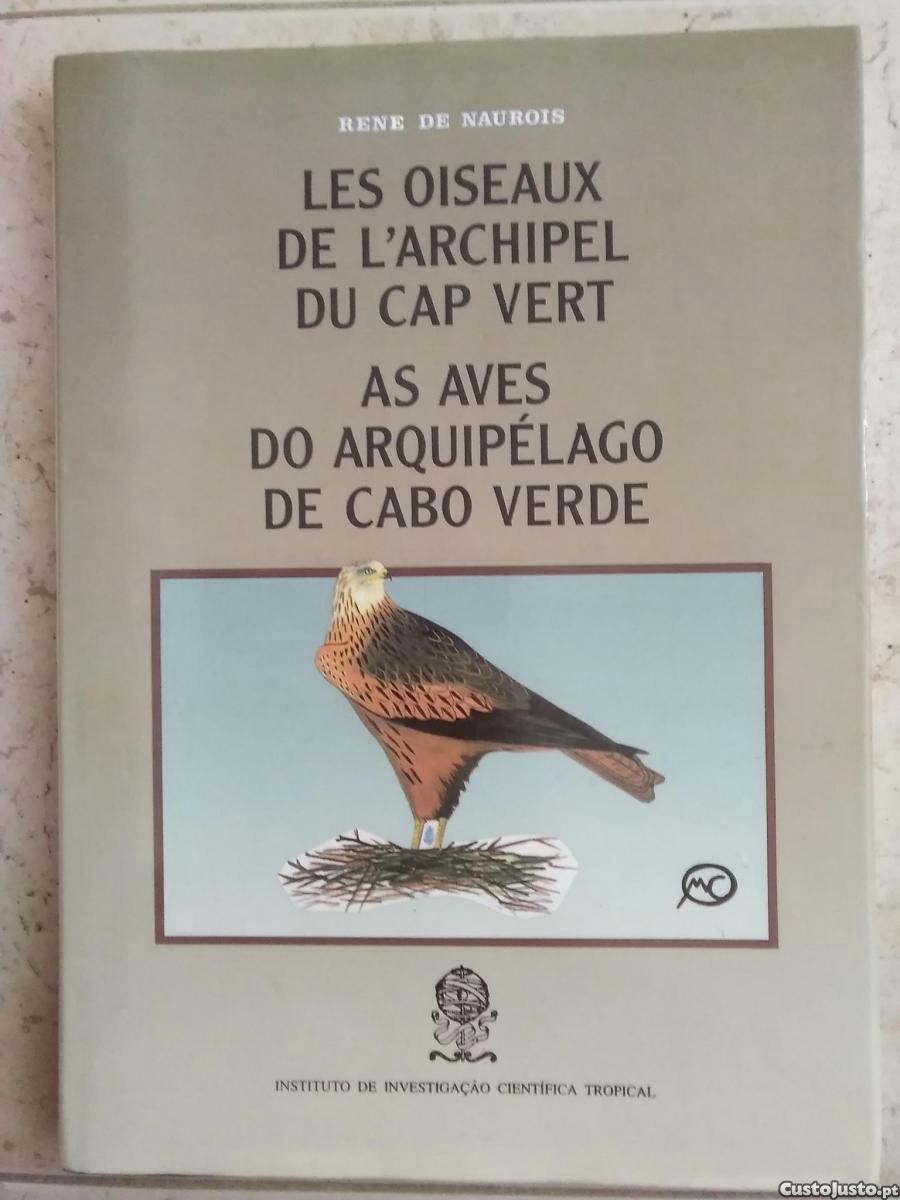 RENE DE NAUROIS
LES OISEAUX
DE L'ARCHIPEL
DU CAP VERT
AS AVES
DO ARQUIPÉLAGO
DE CABO VERDE
MC
INSTITUTO DE INVESTIGAÇÃO CIENTÍFICA TROPICAL
CustoJusto.pt